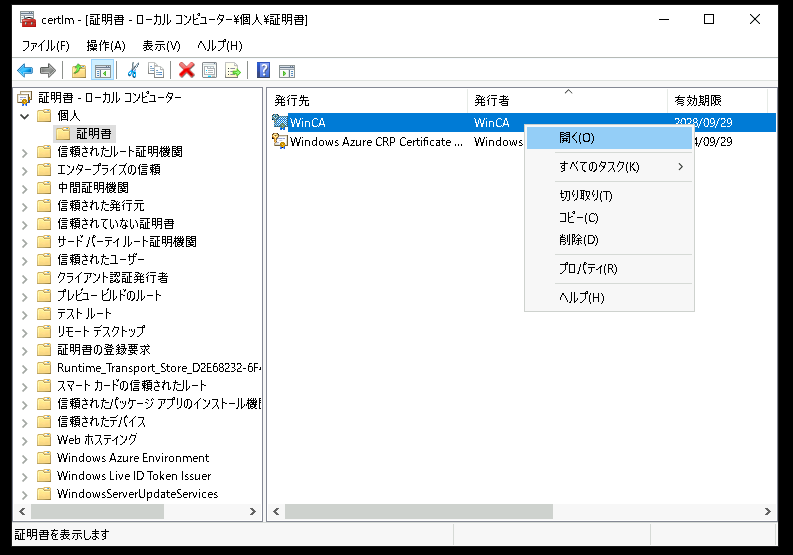 certlm - [証明書 - ローカル コンピューター¥個人¥証明書]
ファイル(F) 操作(A) 表示(V) ヘルプ(H)
証明書 - ローカル コンピューター
個人
証明書
信頼されたルート証明機関
エンタープライズの信頼
中間証明機関
信頼された発行元
信頼されていない証明書
サード パーティ ルート証明機関
信頼されたユーザー
クライアント認証発行者
プレビュー ビルドのルート
テスト ルート
リモート デスクトップ
証明書の登録要求
Runtime_Transport_Store_D2E68232-6F4
スマート カードの信頼されたルート
信頼されたパッケージ アプリのインストール機
信頼されたデバイス
Web ホスティング
Windows Azure Environment
Windows Live ID Token Issuer
WindowsServerUpdateServices
発行先 発行者 有効期限
WinCA WinCA 2028/09/29
Windows Azure CRP Certificate ... Windows 4/09/29
開く(O)
すべてのタスク(K)
切り取り(T)
コピー(C)
削除(D)
プロパティ(R)
ヘルプ(H)
証明書を表示します